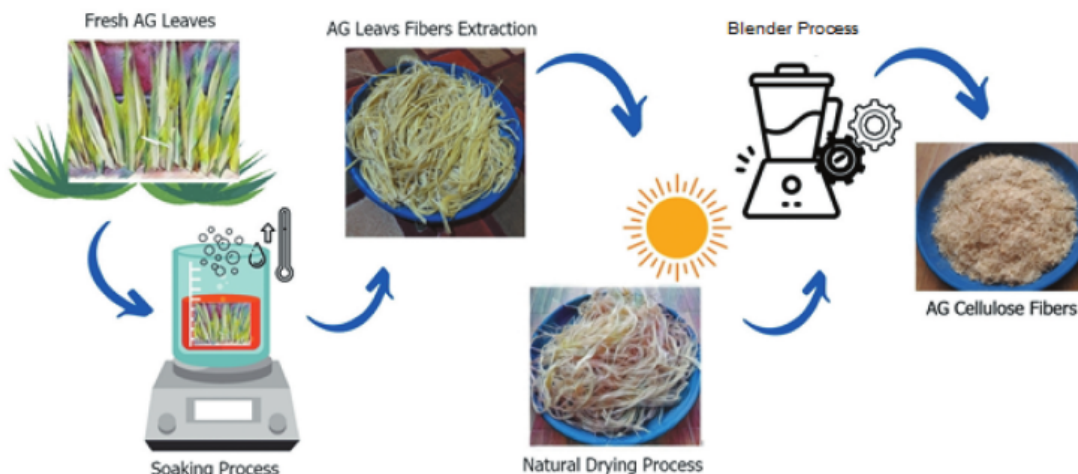 Fresh AG Leaves
Soaking Process
AG Leavs Fibers Extraction
Natural Drying Process
Blender Process
AG Cellulose Fibers